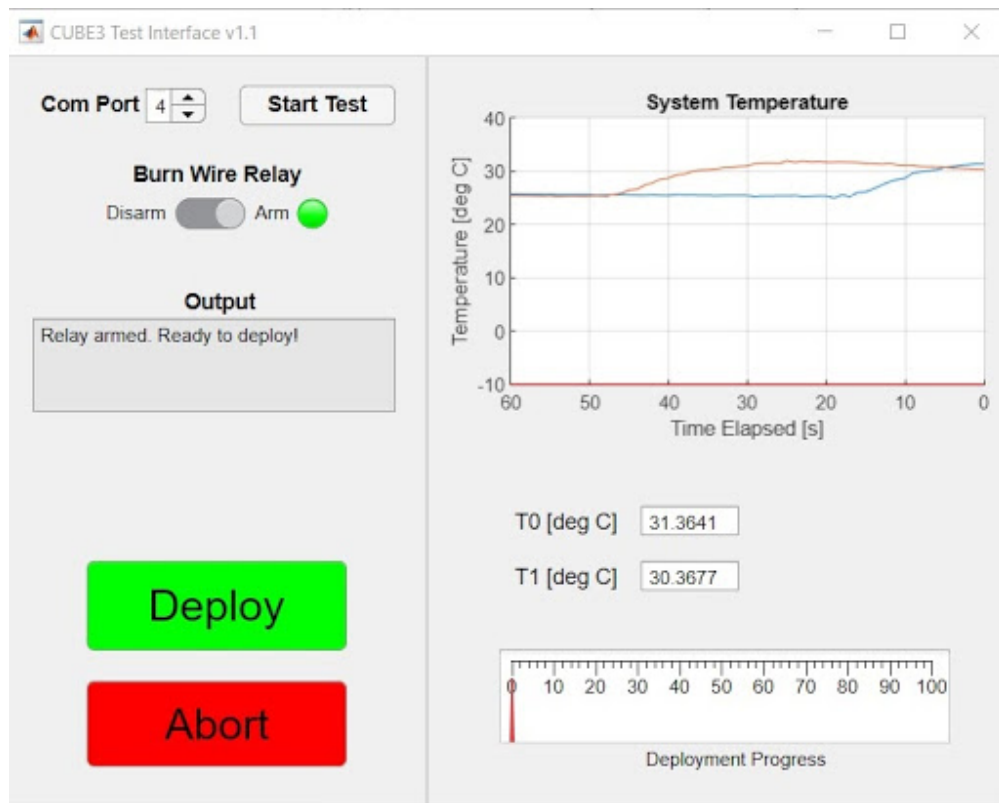 CUBE3 Test Interface v1.1
Com Port 4 Start Test
Burn Wire Relay
Disarm Arm
Output
Relay armed. Ready to deploy!
Deploy
Abort
System Temperature
Temperature [deg C]
40
30
20
10
0
-10
60 50 40 30 20 10 0
Time Elapsed [s]
T0 [deg C] 31.3641
T1 [deg C] 30.3677
0 10 20 30 40 50 60 70 80 90 100
Deployment Progress